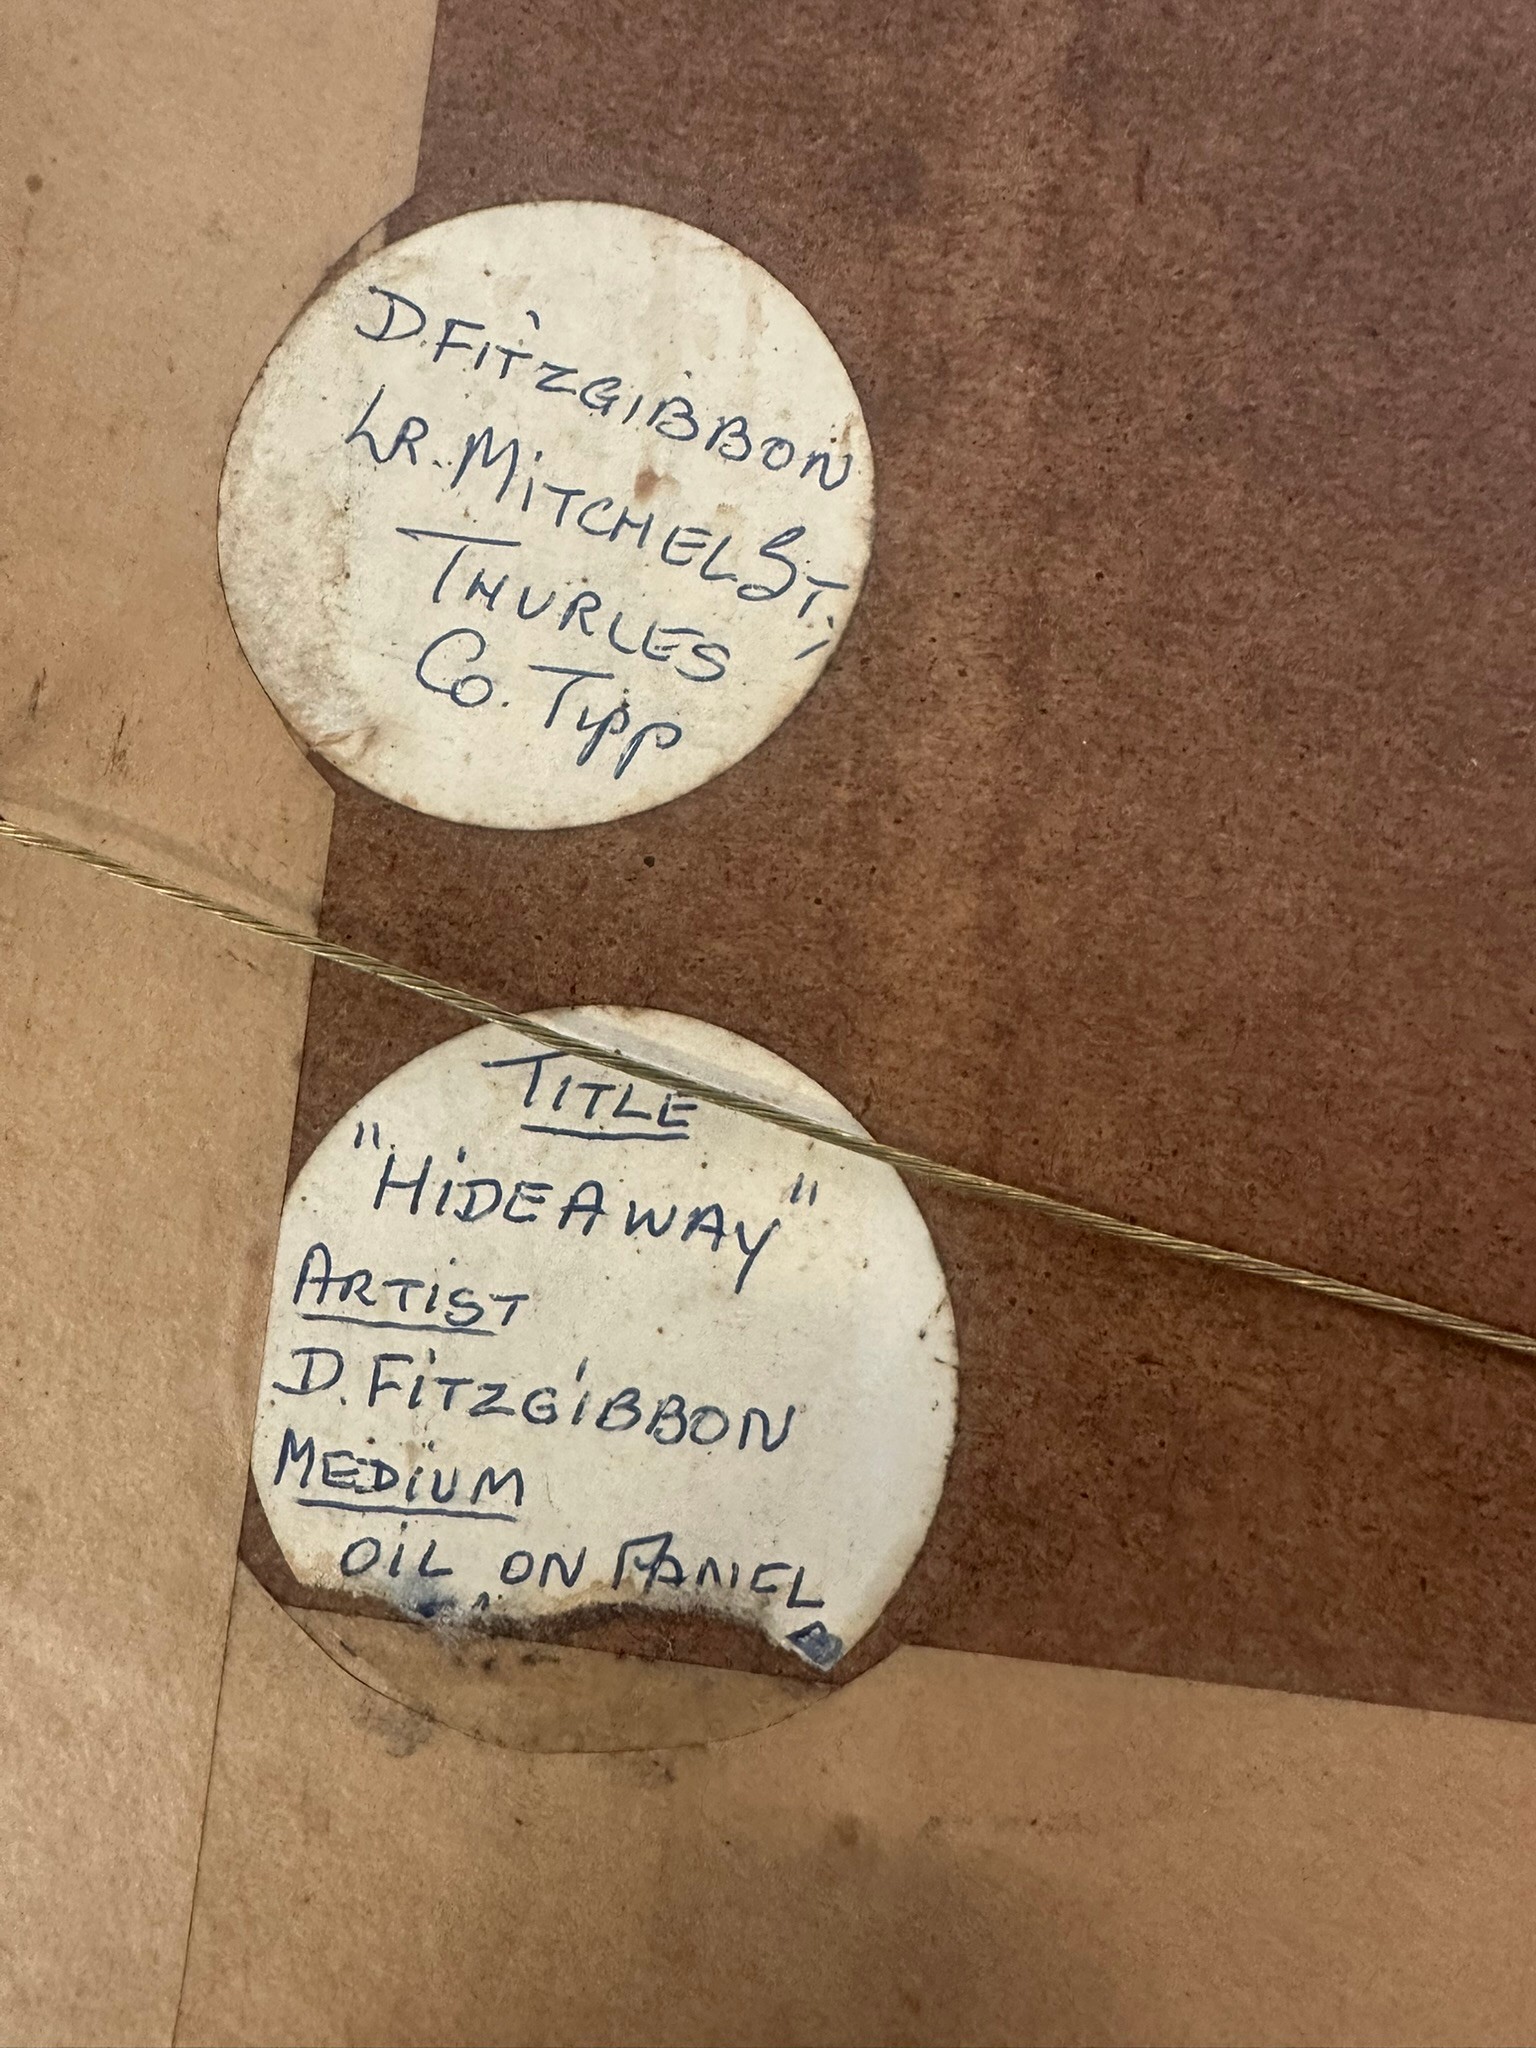 D. FITZGIBBON
LR. MITCHEL ST.,
THURLES
CO. TIPP
TITLE
"HIDEAWAY"
ARTIST
D. FITZGIBBON
MEDIUM
OIL ON PANEL